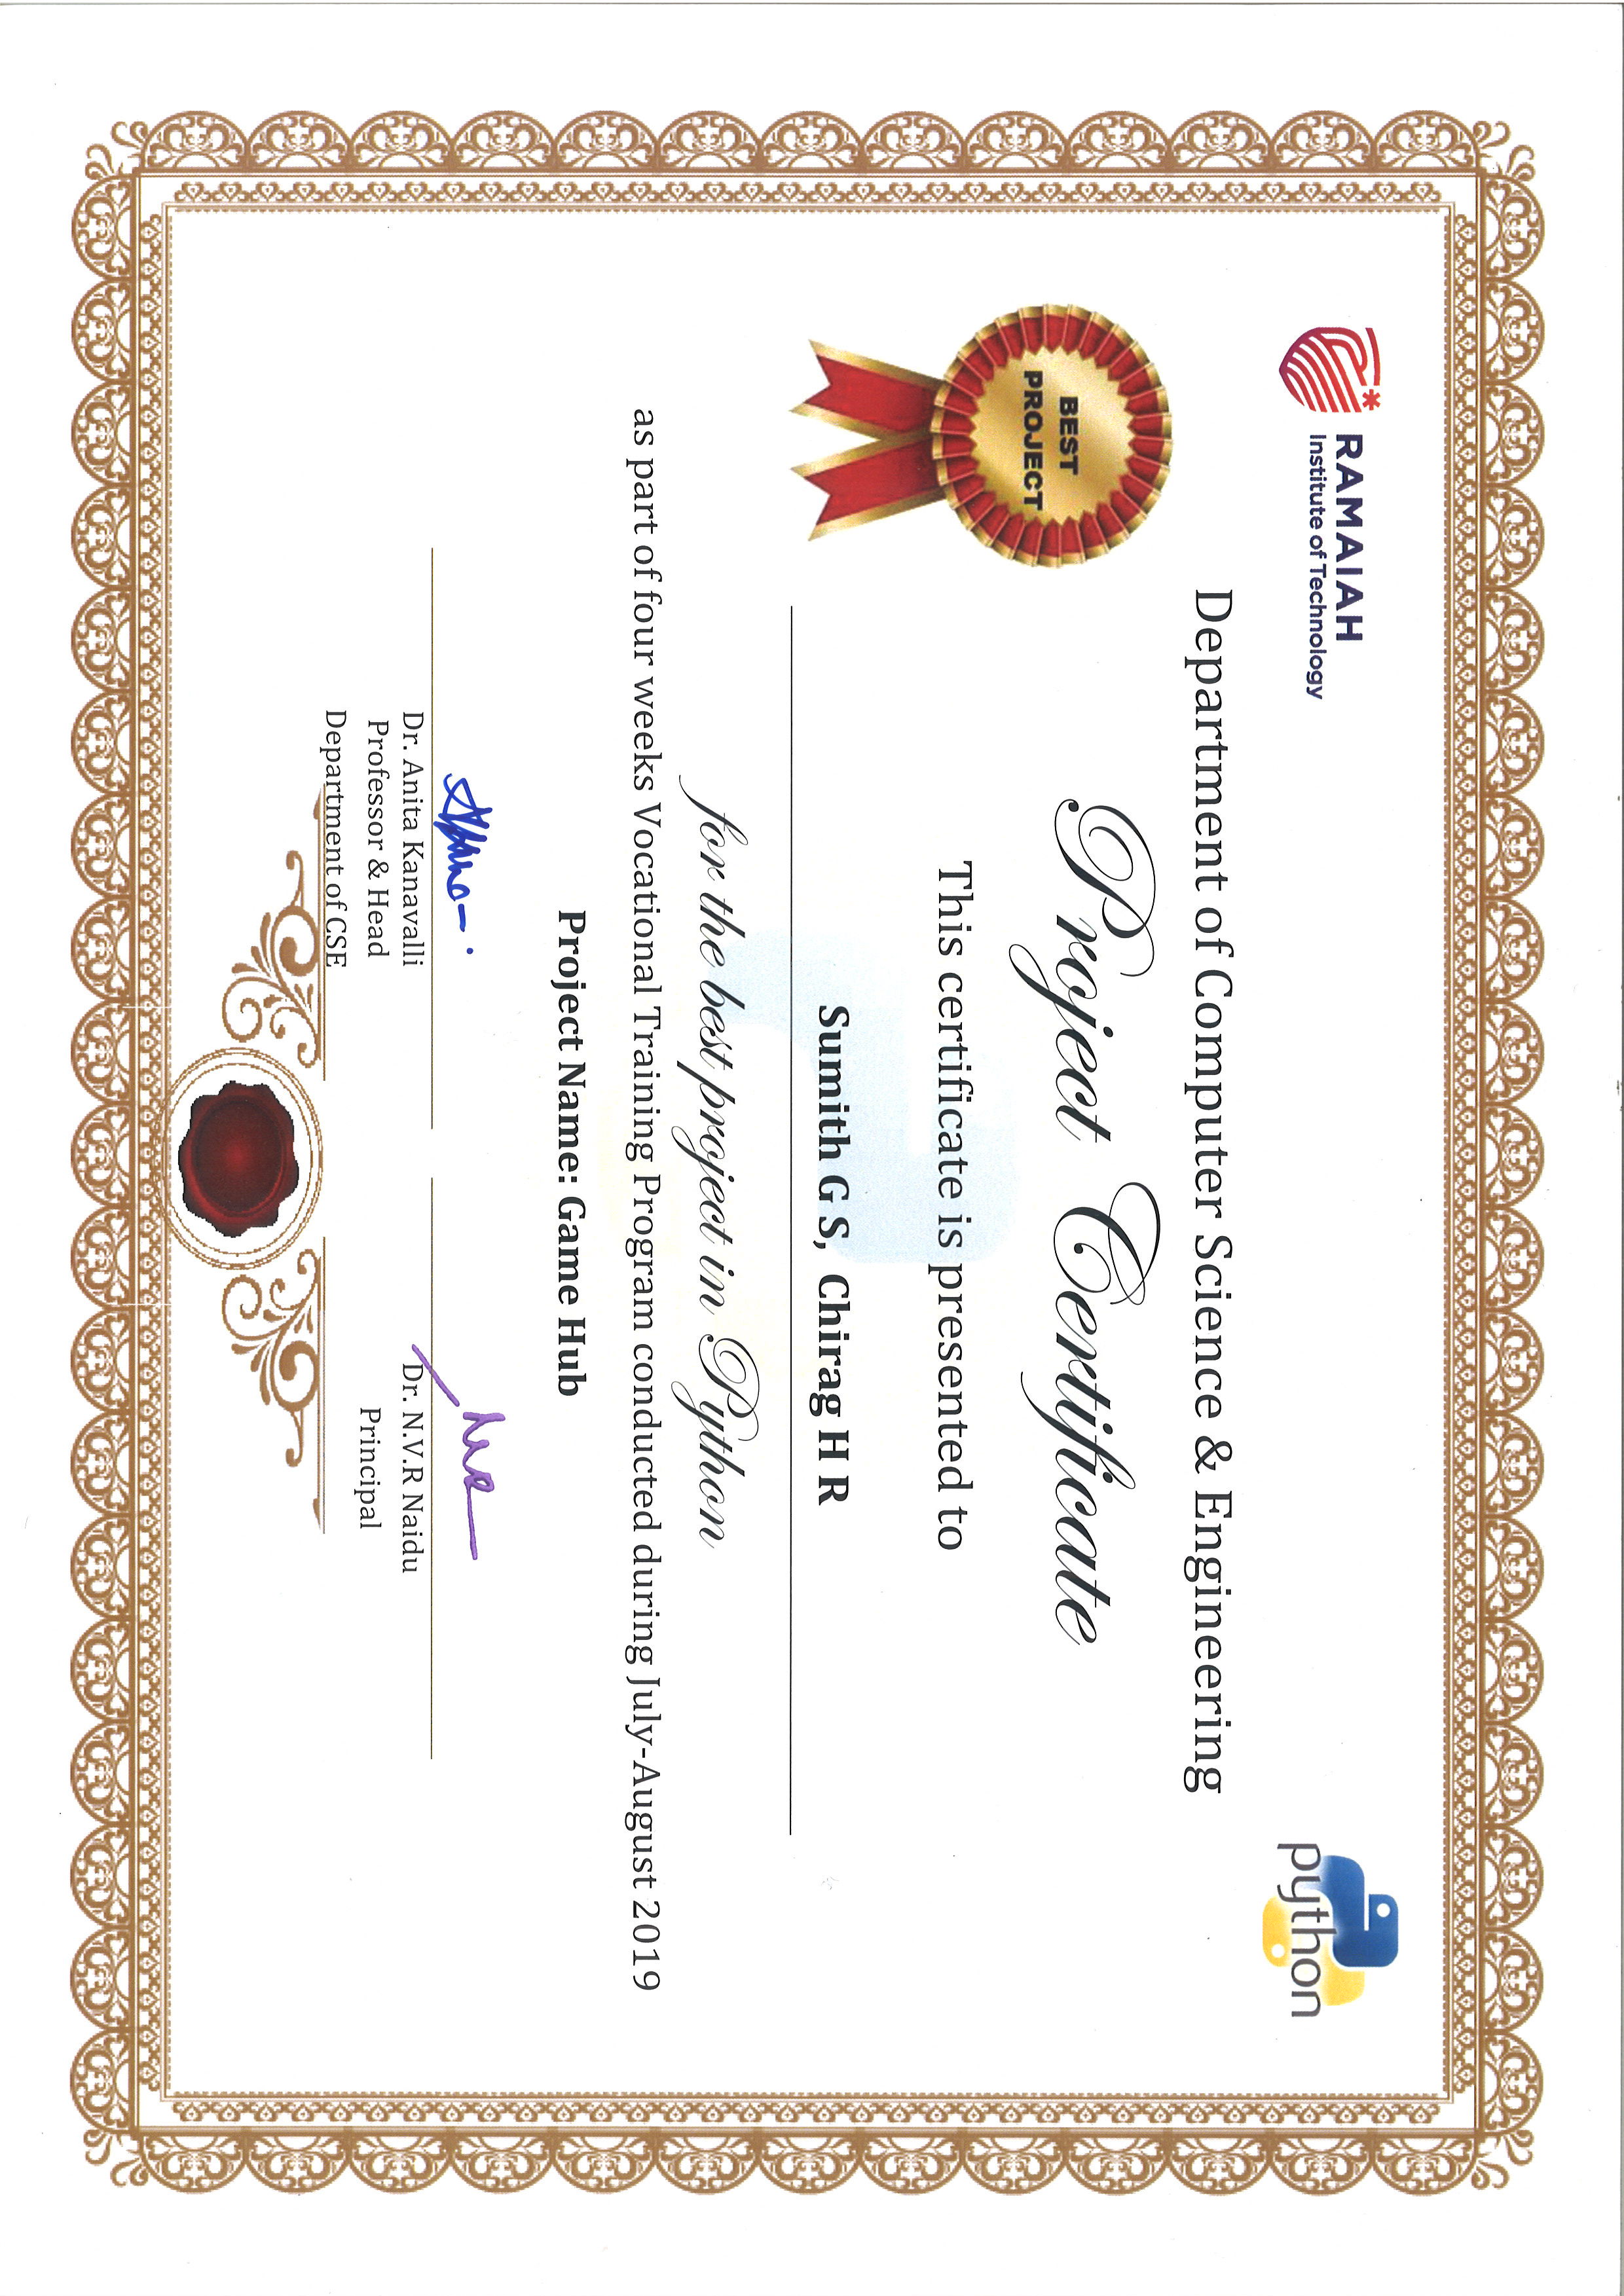 RAMAIAH
Institute of Technology
python
Department of Computer Science & Engineering
BEST
PROJECT
Project Certificate
This certificate is presented to
Sumith G S, Chirag H R
for the best project in Python
as part of four weeks Vocational Training Program conducted during July-August 2019
Project Name: Game Hub
Dr. Anita Kanavalli
Professor & Head
Department of CSE
Dr. N.V.R Naidu
Principal